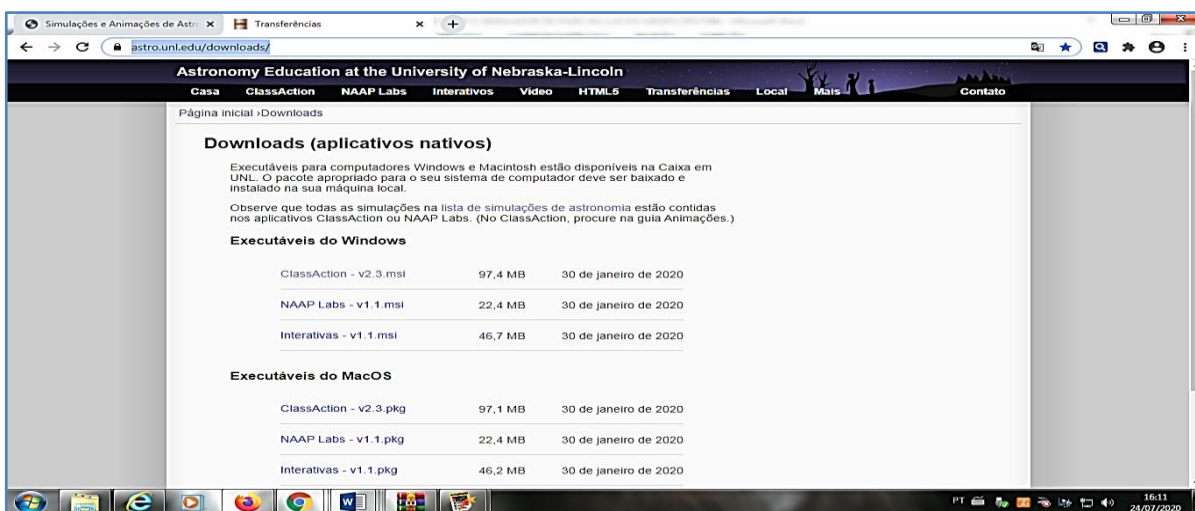 Simulações e Animações de Astr
Transferências
astro.unl.edu/downloads/
Astronomy Education at the University of Nebraska-Lincoln
Casa ClassAction NAAP Labs Interativos Vídeo HTML5 Transferências Local Mais Contato
Página inicial ›Downloads
Downloads (aplicativos nativos)
Executáveis para computadores Windows e Macintosh estão disponíveis na Caixa em
UNL. O pacote apropriado para o seu sistema de computador deve ser baixado e
instalado na sua máquina local.
Observe que todas as simulações na lista de simulações de astronomia estão contidas
nos aplicativos ClassAction ou NAAP Labs. (No ClassAction, procure na guia Animações.)
Executáveis do Windows
ClassAction - v2.3.msi 97,4 MB 30 de janeiro de 2020
NAAP Labs - v1.1.msi 22,4 MB 30 de janeiro de 2020
Interativas - v1.1.msi 46,7 MB 30 de janeiro de 2020
Executáveis do MacOS
ClassAction - v2.3.pkg 97,1 MB 30 de janeiro de 2020
NAAP Labs - v1.1.pkg 22,4 MB 30 de janeiro de 2020
Interativas - v1.1.pkg 46,2 MB 30 de janeiro de 2020
PT 16:11
24/07/2020